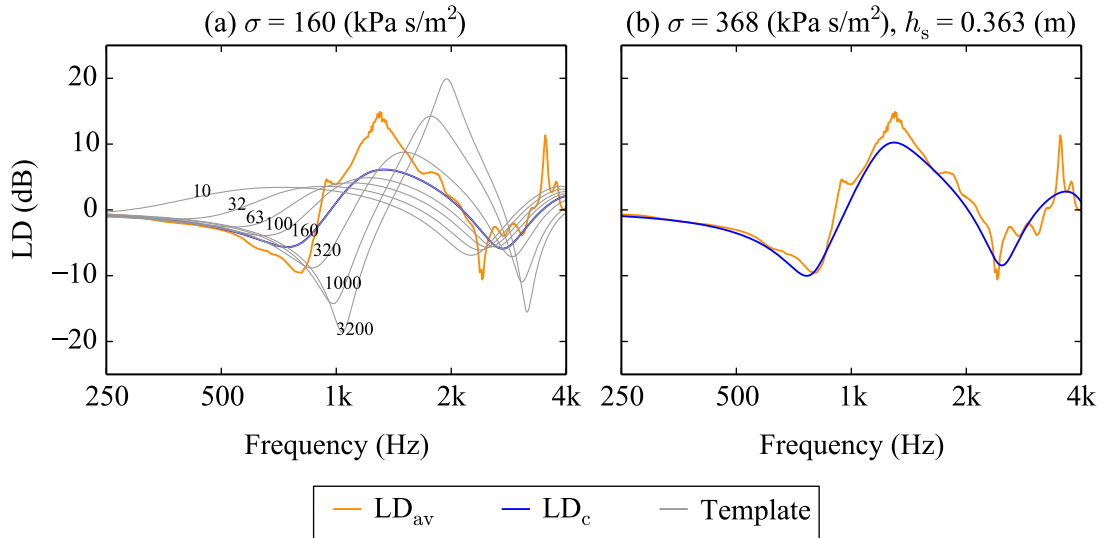 (a) σ = 160 (kPa s/m²)
(b) σ = 368 (kPa s/m²), hₛ = 0.363 (m)
LD (dB)
20
10
0
−10
−20
10
32
63
100
160
320
1000
3200
250
500
1k
2k
4k
250
500
1k
2k
4k
Frequency (Hz)
Frequency (Hz)
LDav
LDc
Template